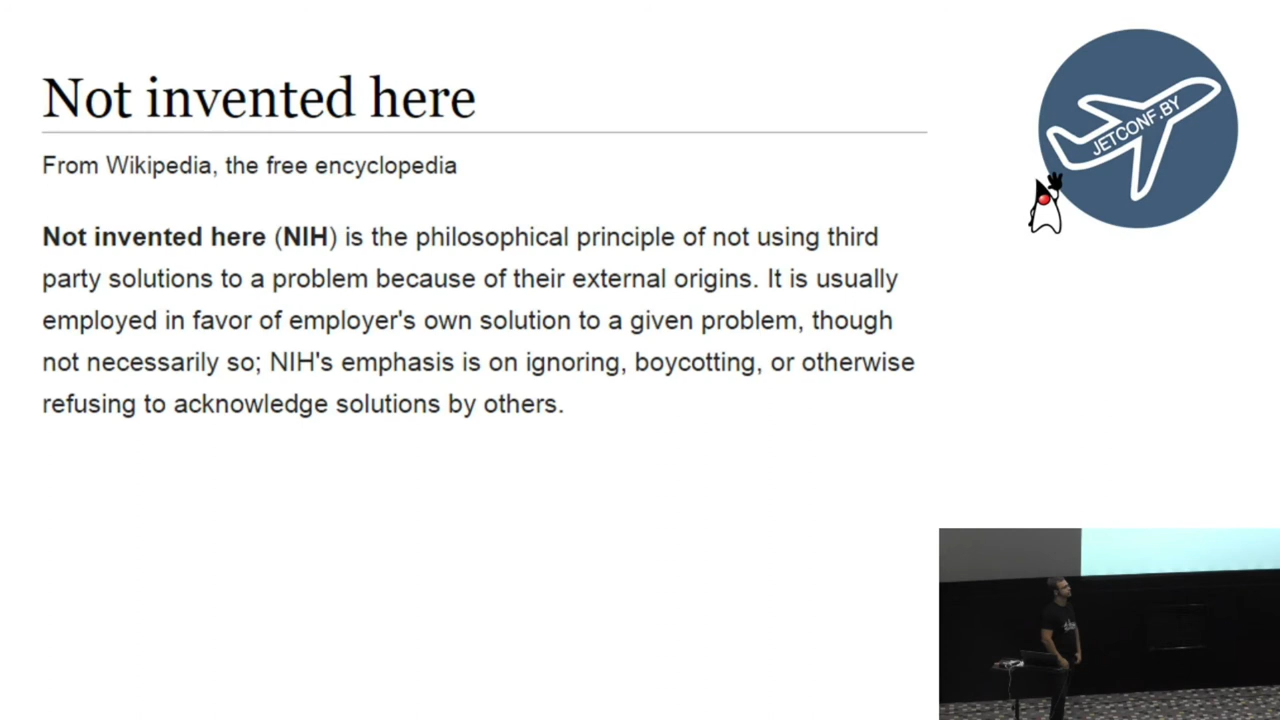 Not invented here
From Wikipedia, the free encyclopedia
Not invented here (NIH) is the philosophical principle of not using third
party solutions to a problem because of their external origins. It is usually
employed in favor of employer's own solution to a given problem, though
not necessarily so; NIH's emphasis is on ignoring, boycotting, or otherwise
refusing to acknowledge solutions by others.
JETCONF.BY